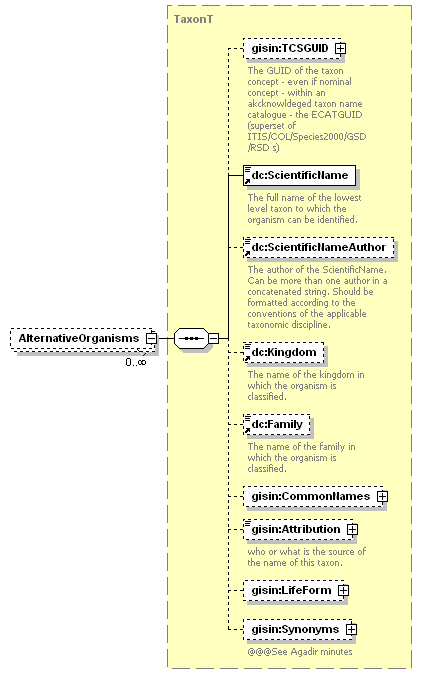 TaxonT
gisin:TCSGUID
The GUID of the taxon
concept - even if nominal
concept - within an
akcknowldeged taxon name
catalogue - the ECATGUID
(superset of
ITIS/COL/Species2000/GSD
/RSD s)
dc:ScientificName
The full name of the lowest
level taxon to which the
organism can be identified.
dc:ScientificNameAuthor
The author of the ScientificName.
Can be more than one author in a
concatenated string. Should be
formatted according to the
conventions of the applicable
taxonomic discipline.
AlternativeOrganisms
0..∞
dc:Kingdom
The name of the kingdom in
which the organism is
classified.
dc:Family
The name of the family in
which the organism is
classified.
gisin:CommonNames
gisin:Attribution
who or what is the source of
the name of this taxon.
gisin:LifeForm
gisin:Synonyms
@@@See Agadir minutes